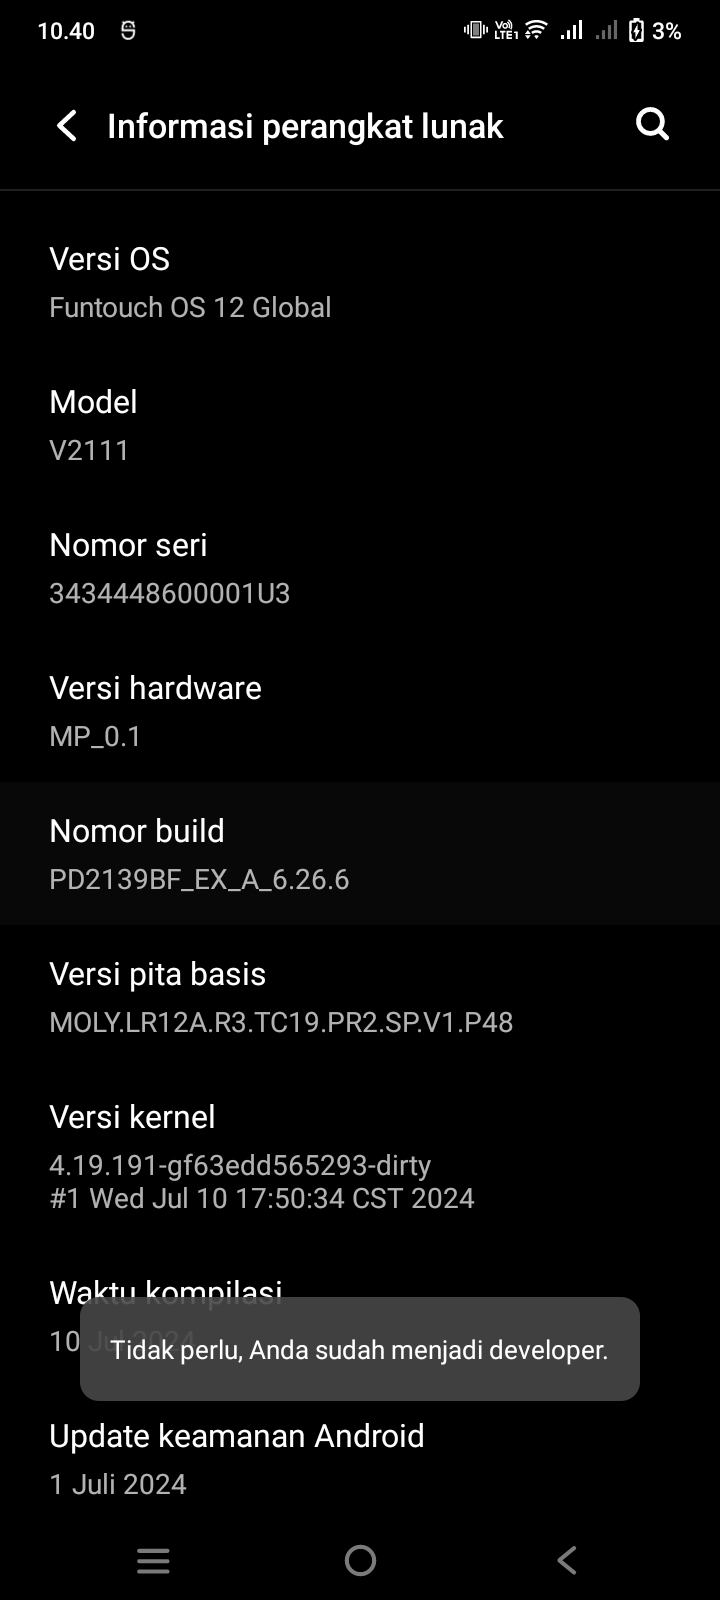 10.40
Vo))
LTE1
3%
Informasi perangkat lunak
Versi OS
Funtouch OS 12 Global
Model
V2111
Nomor seri
3434448600001U3
Versi hardware
MP_0.1
Nomor build
PD2139BF_EX_A_6.26.6
Versi pita basis
MOLY.LR12A.R3.TC19.PR2.SP.V1.P48
Versi kernel
4.19.191-gf63edd565293-dirty
#1 Wed Jul 10 17:50:34 CST 2024
Waktu kompilasi
10 Jul 2024
Tidak perlu, Anda sudah menjadi developer.
Update keamanan Android
1 Juli 2024